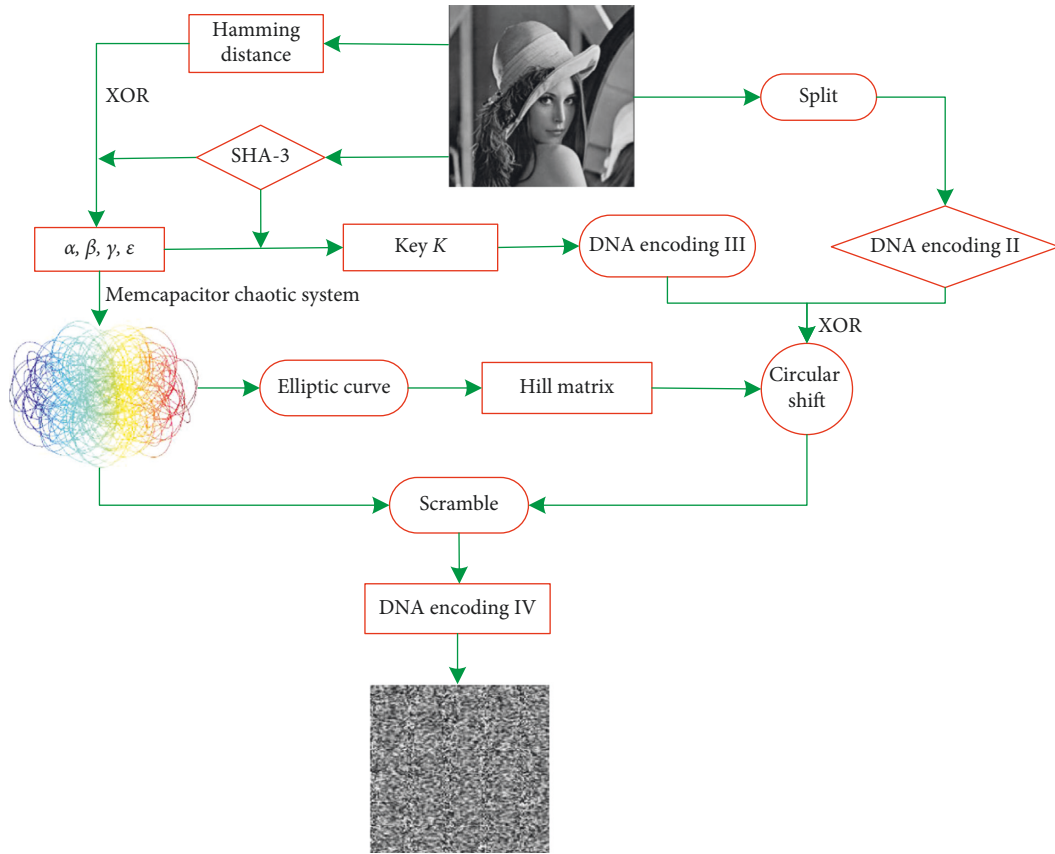 Hamming
distance
XOR
Split
SHA-3
α, β, γ, ε
Key K
DNA encoding III
DNA encoding II
Memcapacitor chaotic system
XOR
Elliptic curve
Hill matrix
Circular
shift
Scramble
DNA encoding IV